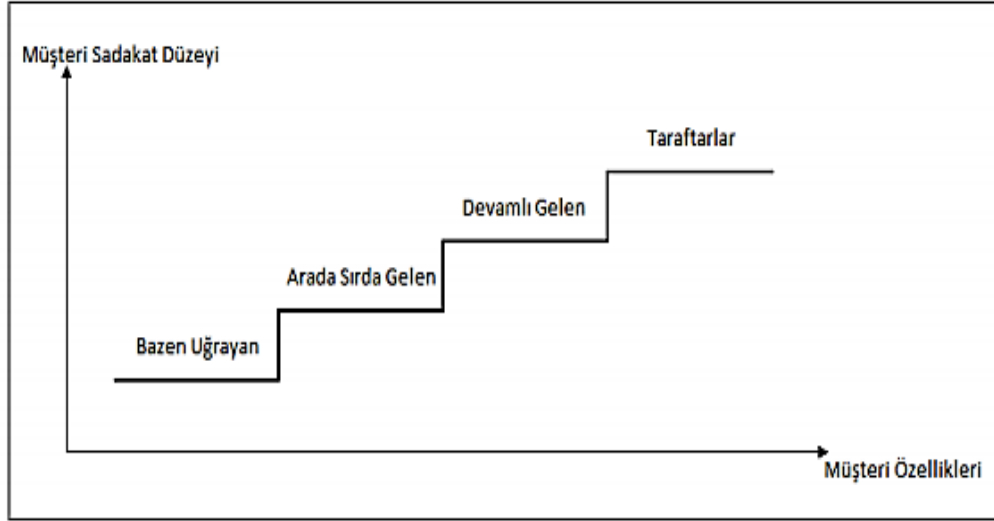 Müşteri Sadakat Düzeyi
Taraftarlar
Devamlı Gelen
Arada Sırda Gelen
Bazen Uğrayan
Müşteri Özellikleri